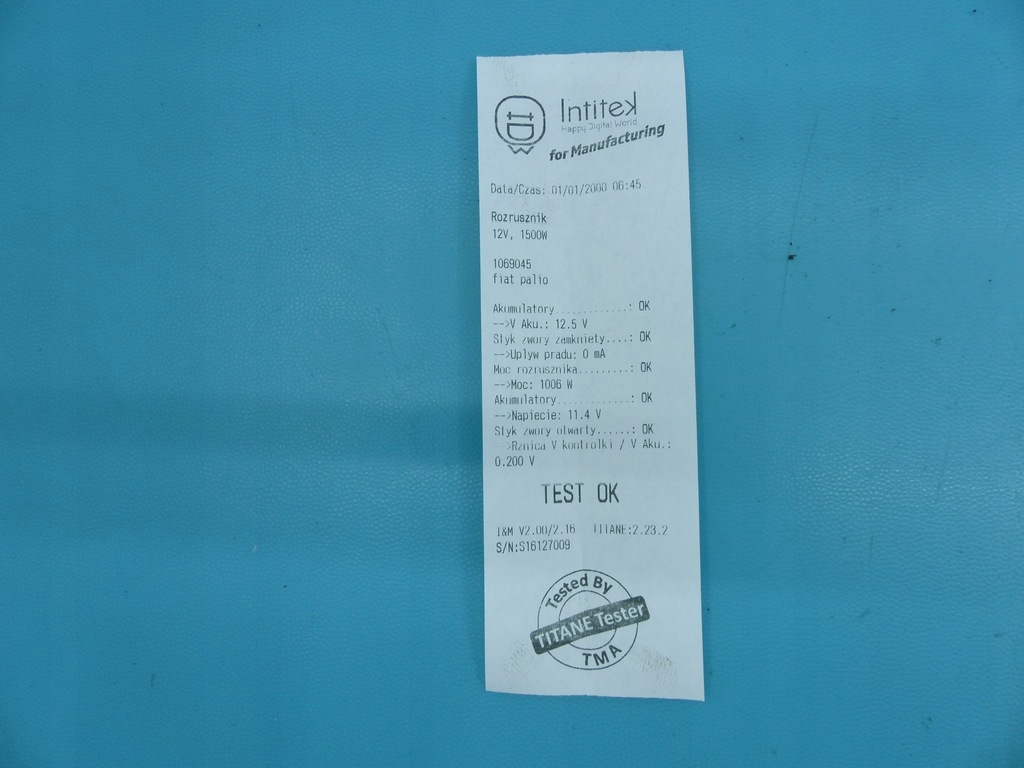 Intitek
Happy Digital World
for Manufacturing
Data/Czas: 01/01/2000 06:45
Rozrusznik
12V, 1500W
1069045
fiat palio
Akumulatory.............: OK
-->V Aku.: 12.5 V
Styk zwory zamkniety....: OK
-->Uplyw pradu: 0 mA
Moc rozrusznika.........: OK
-->Moc: 1006 W
Akumulatory.............: OK
-->Napiecie: 11.4 V
Styk zwory otwarty......: OK
-->Rznica V kontrolki / V Aku.:
0.200 V
TEST OK
I&M V2.00/2.16 TITANE:2.23.2
S/N:S16127009
Tested By
TITANE Tester
TMA